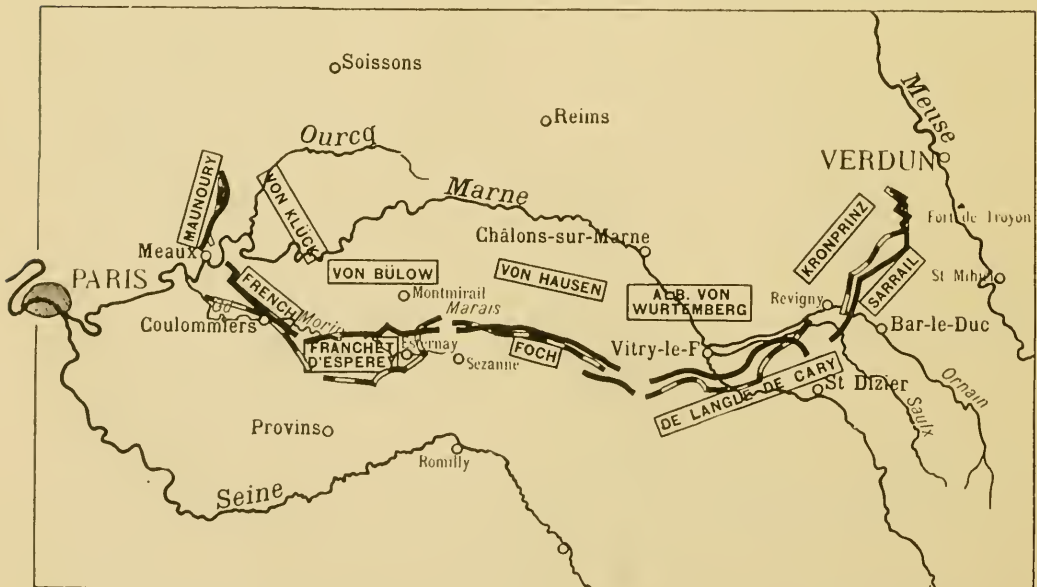 Soissons
Meuse
Reims
Ourcq
VERDUN
MAUNOURY
VON KLÜCK
Marne
KRONPRINZ
Fort de Troyon
Châlons-sur-Marne
Meaux
PARIS
VON BÜLOW
VON HAUSEN
SARRAIL
St Mihiel
FRENCH
Montmirail
ALB. VON
WURTEMBERG
Revigny
Gd Morin
Marais
Coulommiers
Bar-le-Duc
FRANCHET
D'ESPEREY
Esternay
Sezanne
FOCH
Vitry-le-F
DE LANGLE DE CARY
St Dizier
Ornain
Saulx
Provins
Romilly
Seine